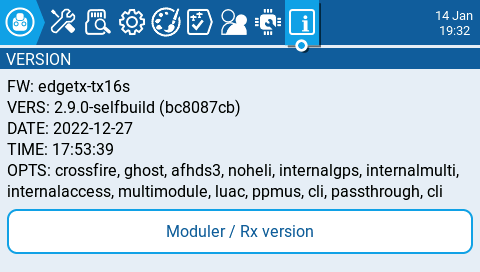 14 Jan
19:32
VERSION
FW: edgetx-tx16s
VERS: 2.9.0-selfbuild (bc8087cb)
DATE: 2022-12-27
TIME: 17:53:39
OPTS: crossfire, ghost, afhds3, noheli, internalgps, internalmulti,
internalaccess, multimodule, luac, ppmus, cli, passthrough, cli
Moduler / Rx version